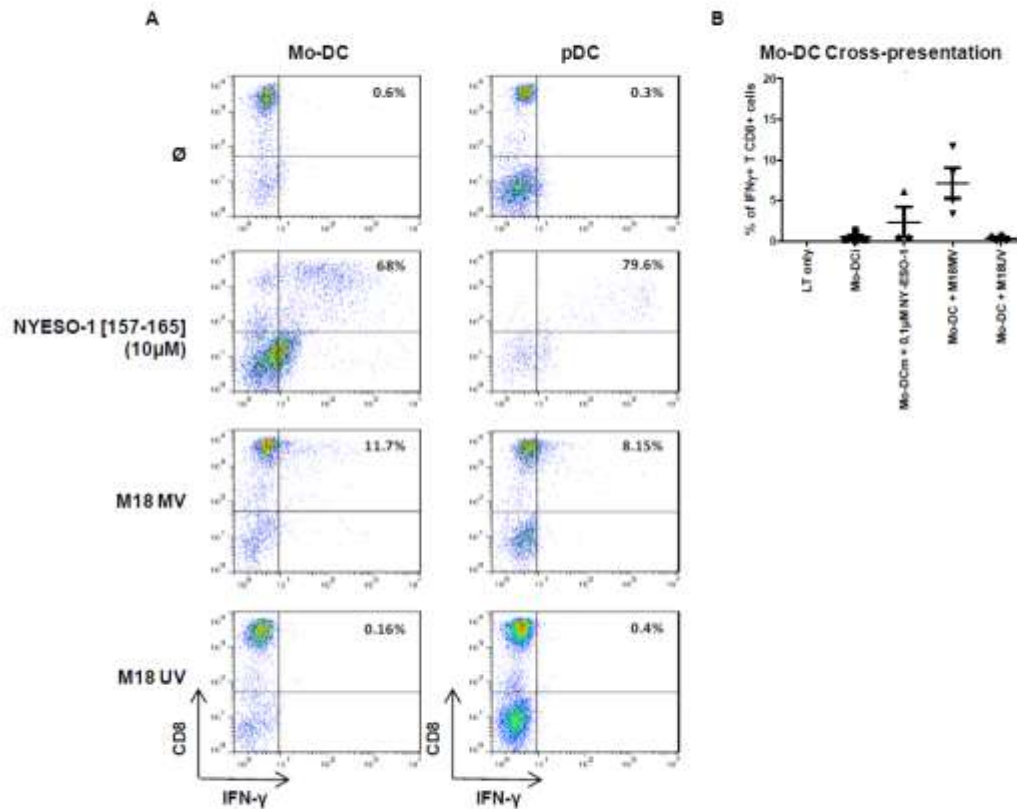 A
B
Mo-DC
pDC
Mo-DC Cross-presentation
Ø
0.6%
0.3%
NYESO-1 [157-165]
(10µM)
68%
79.6%
M18 MV
11.7%
8.15%
M18 UV
0.16%
0.4%
CD8
IFN-γ
CD8
IFN-γ
% of IFNγ+ T CD8+ cells
20
15
10
5
0
LT only
Mo-DCi
Mo-DCm + 0,1µM NY-ESO-1
Mo-DC + M18MV
Mo-DC + M18UV